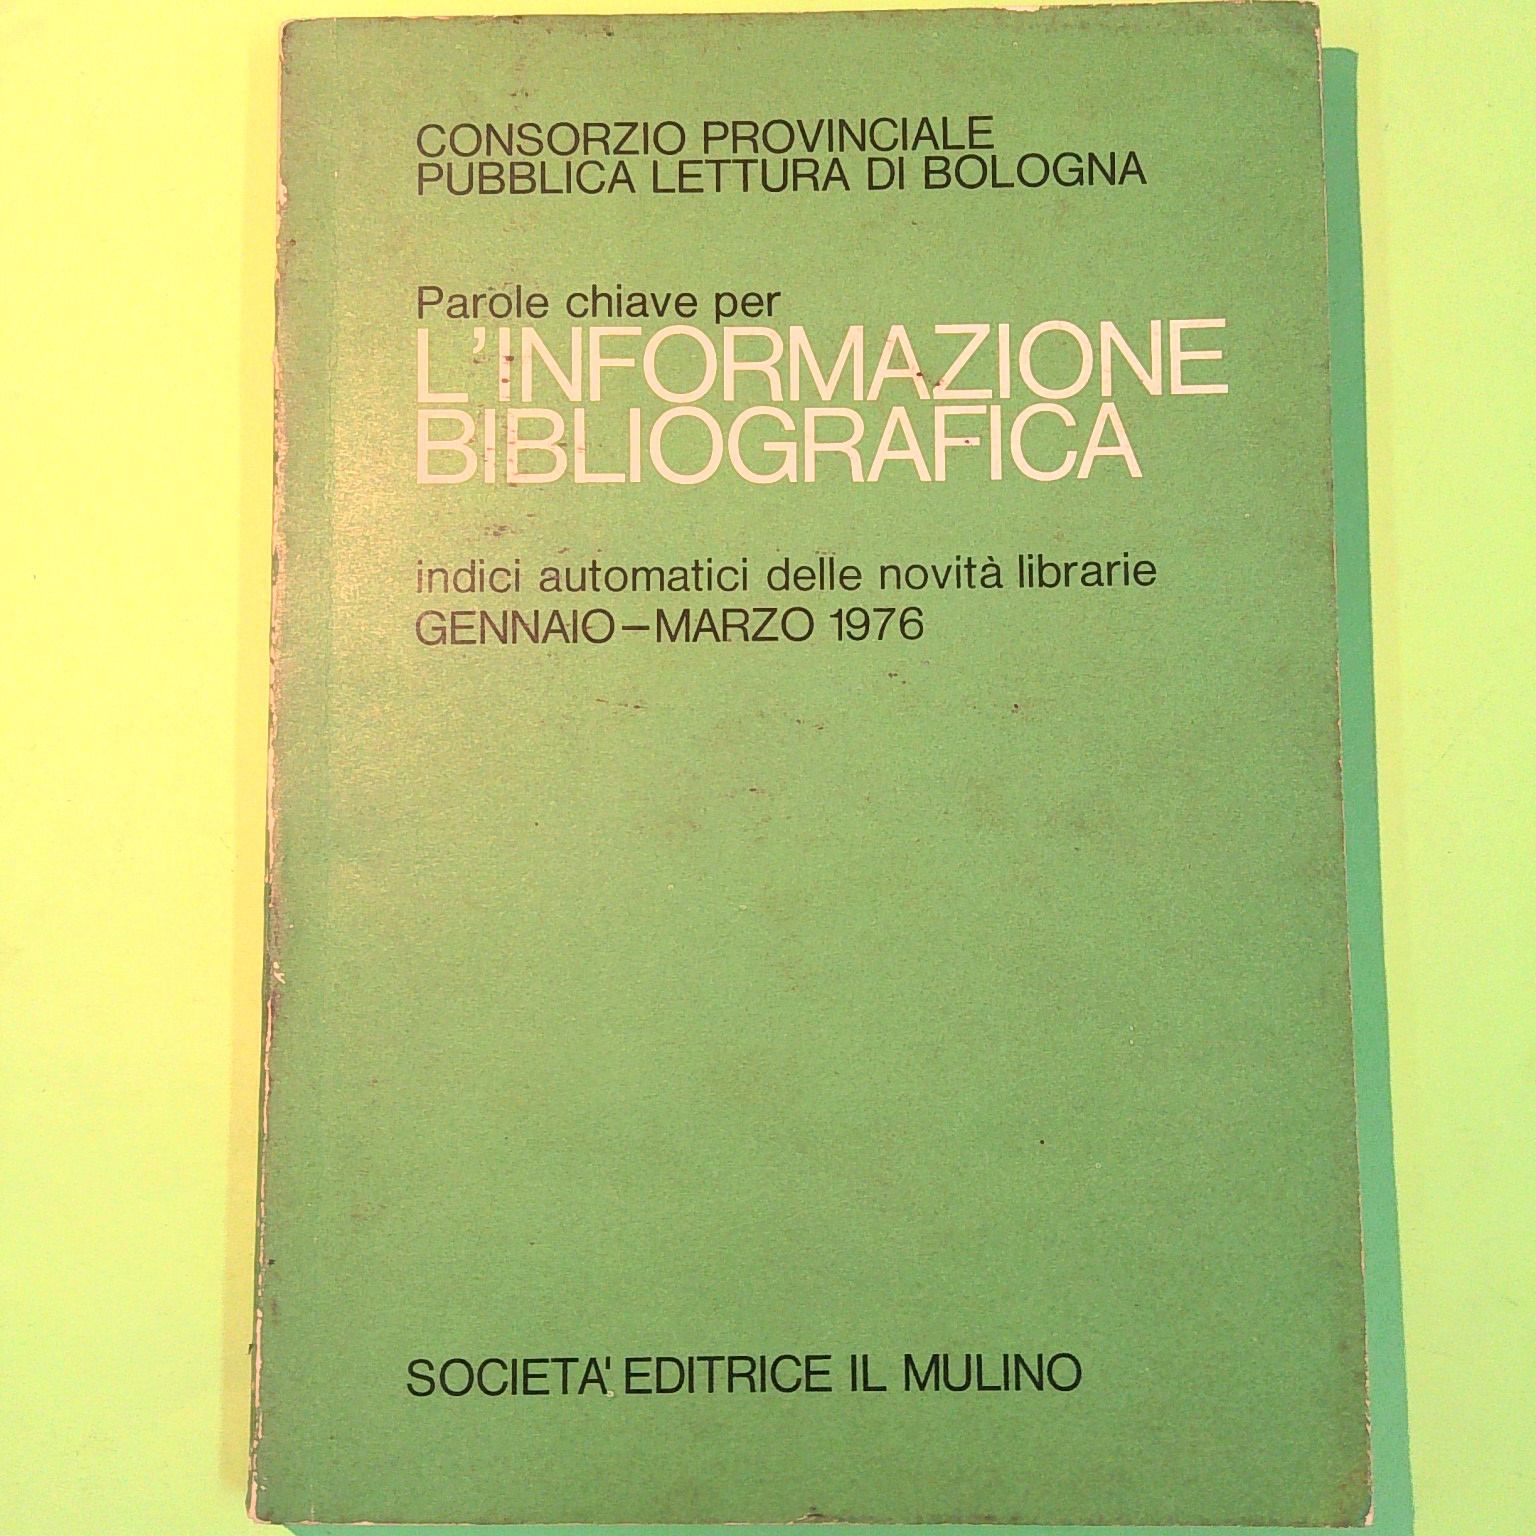 CONSORZIO PROVINCIALE
PUBBLICA LETTURA DI BOLOGNA
Parole chiave per
L'INFORMAZIONE
BIBLIOGRAFICA
indici automatici delle novità librarie
GENNAIO–MARZO 1976
SOCIETA' EDITRICE IL MULINO